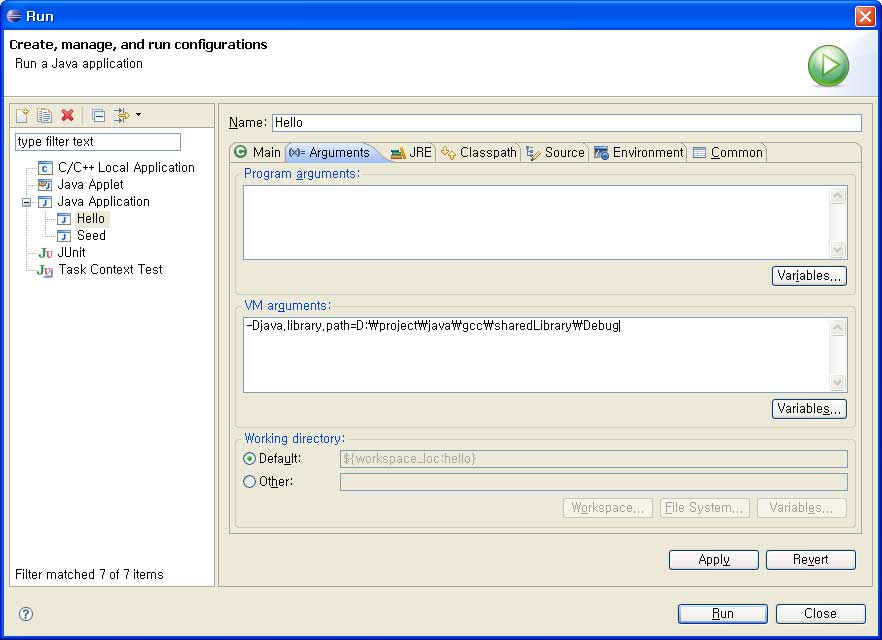 Run
Create, manage, and run configurations
Run a Java application
type filter text
C/C++ Local Application
Java Applet
Java Application
Hello
Seed
JUnit
Task Context Test
Filter matched 7 of 7 items
Name: Hello
Main (x)= Arguments JRE Classpath Source Environment Common
Program arguments:
Variables...
VM arguments:
-Djava.library.path=D:₩project₩java₩gcc₩sharedLibrary₩Debug
Variables...
Working directory:
Default: ${workspace_loc:hello}
Other:
Workspace... File System... Variables...
Apply Revert
Run Close